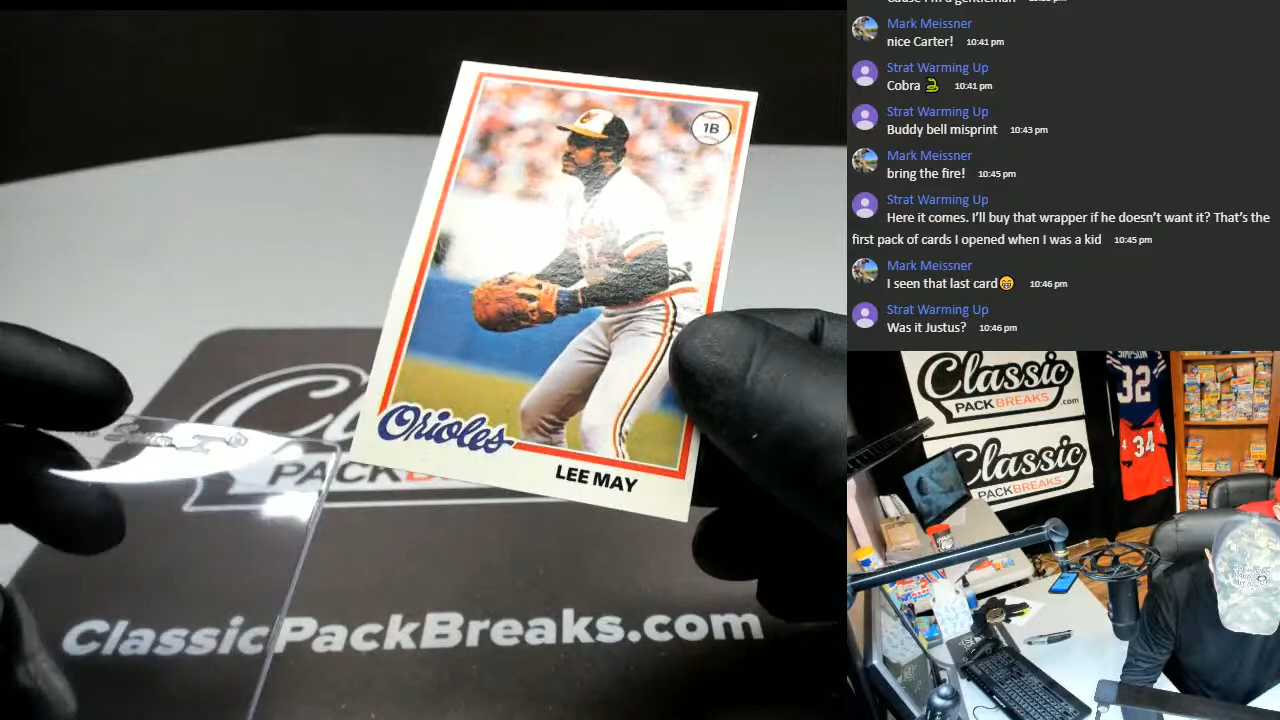 Mark Meissner
nice Carter! 10:41 pm
Strat Warming Up
Cobra 10:41 pm
Strat Warming Up
Buddy bell misprint 10:43 pm
Mark Meissner
bring the fire! 10:45 pm
Strat Warming Up
Here it comes. I'll buy that wrapper if he doesn't want it? That's the
first pack of cards I opened when I was a kid 10:45 pm
Mark Meissner
I seen that last card😁 10:46 pm
Strat Warming Up
Was it Justus? 10:46 pm
1B
Orioles
LEE MAY
PACK
ClassicPackBreaks.com
Classic
PACKBREAKS.com
Classic
PACKBREAKS
SIMPSON
32
34